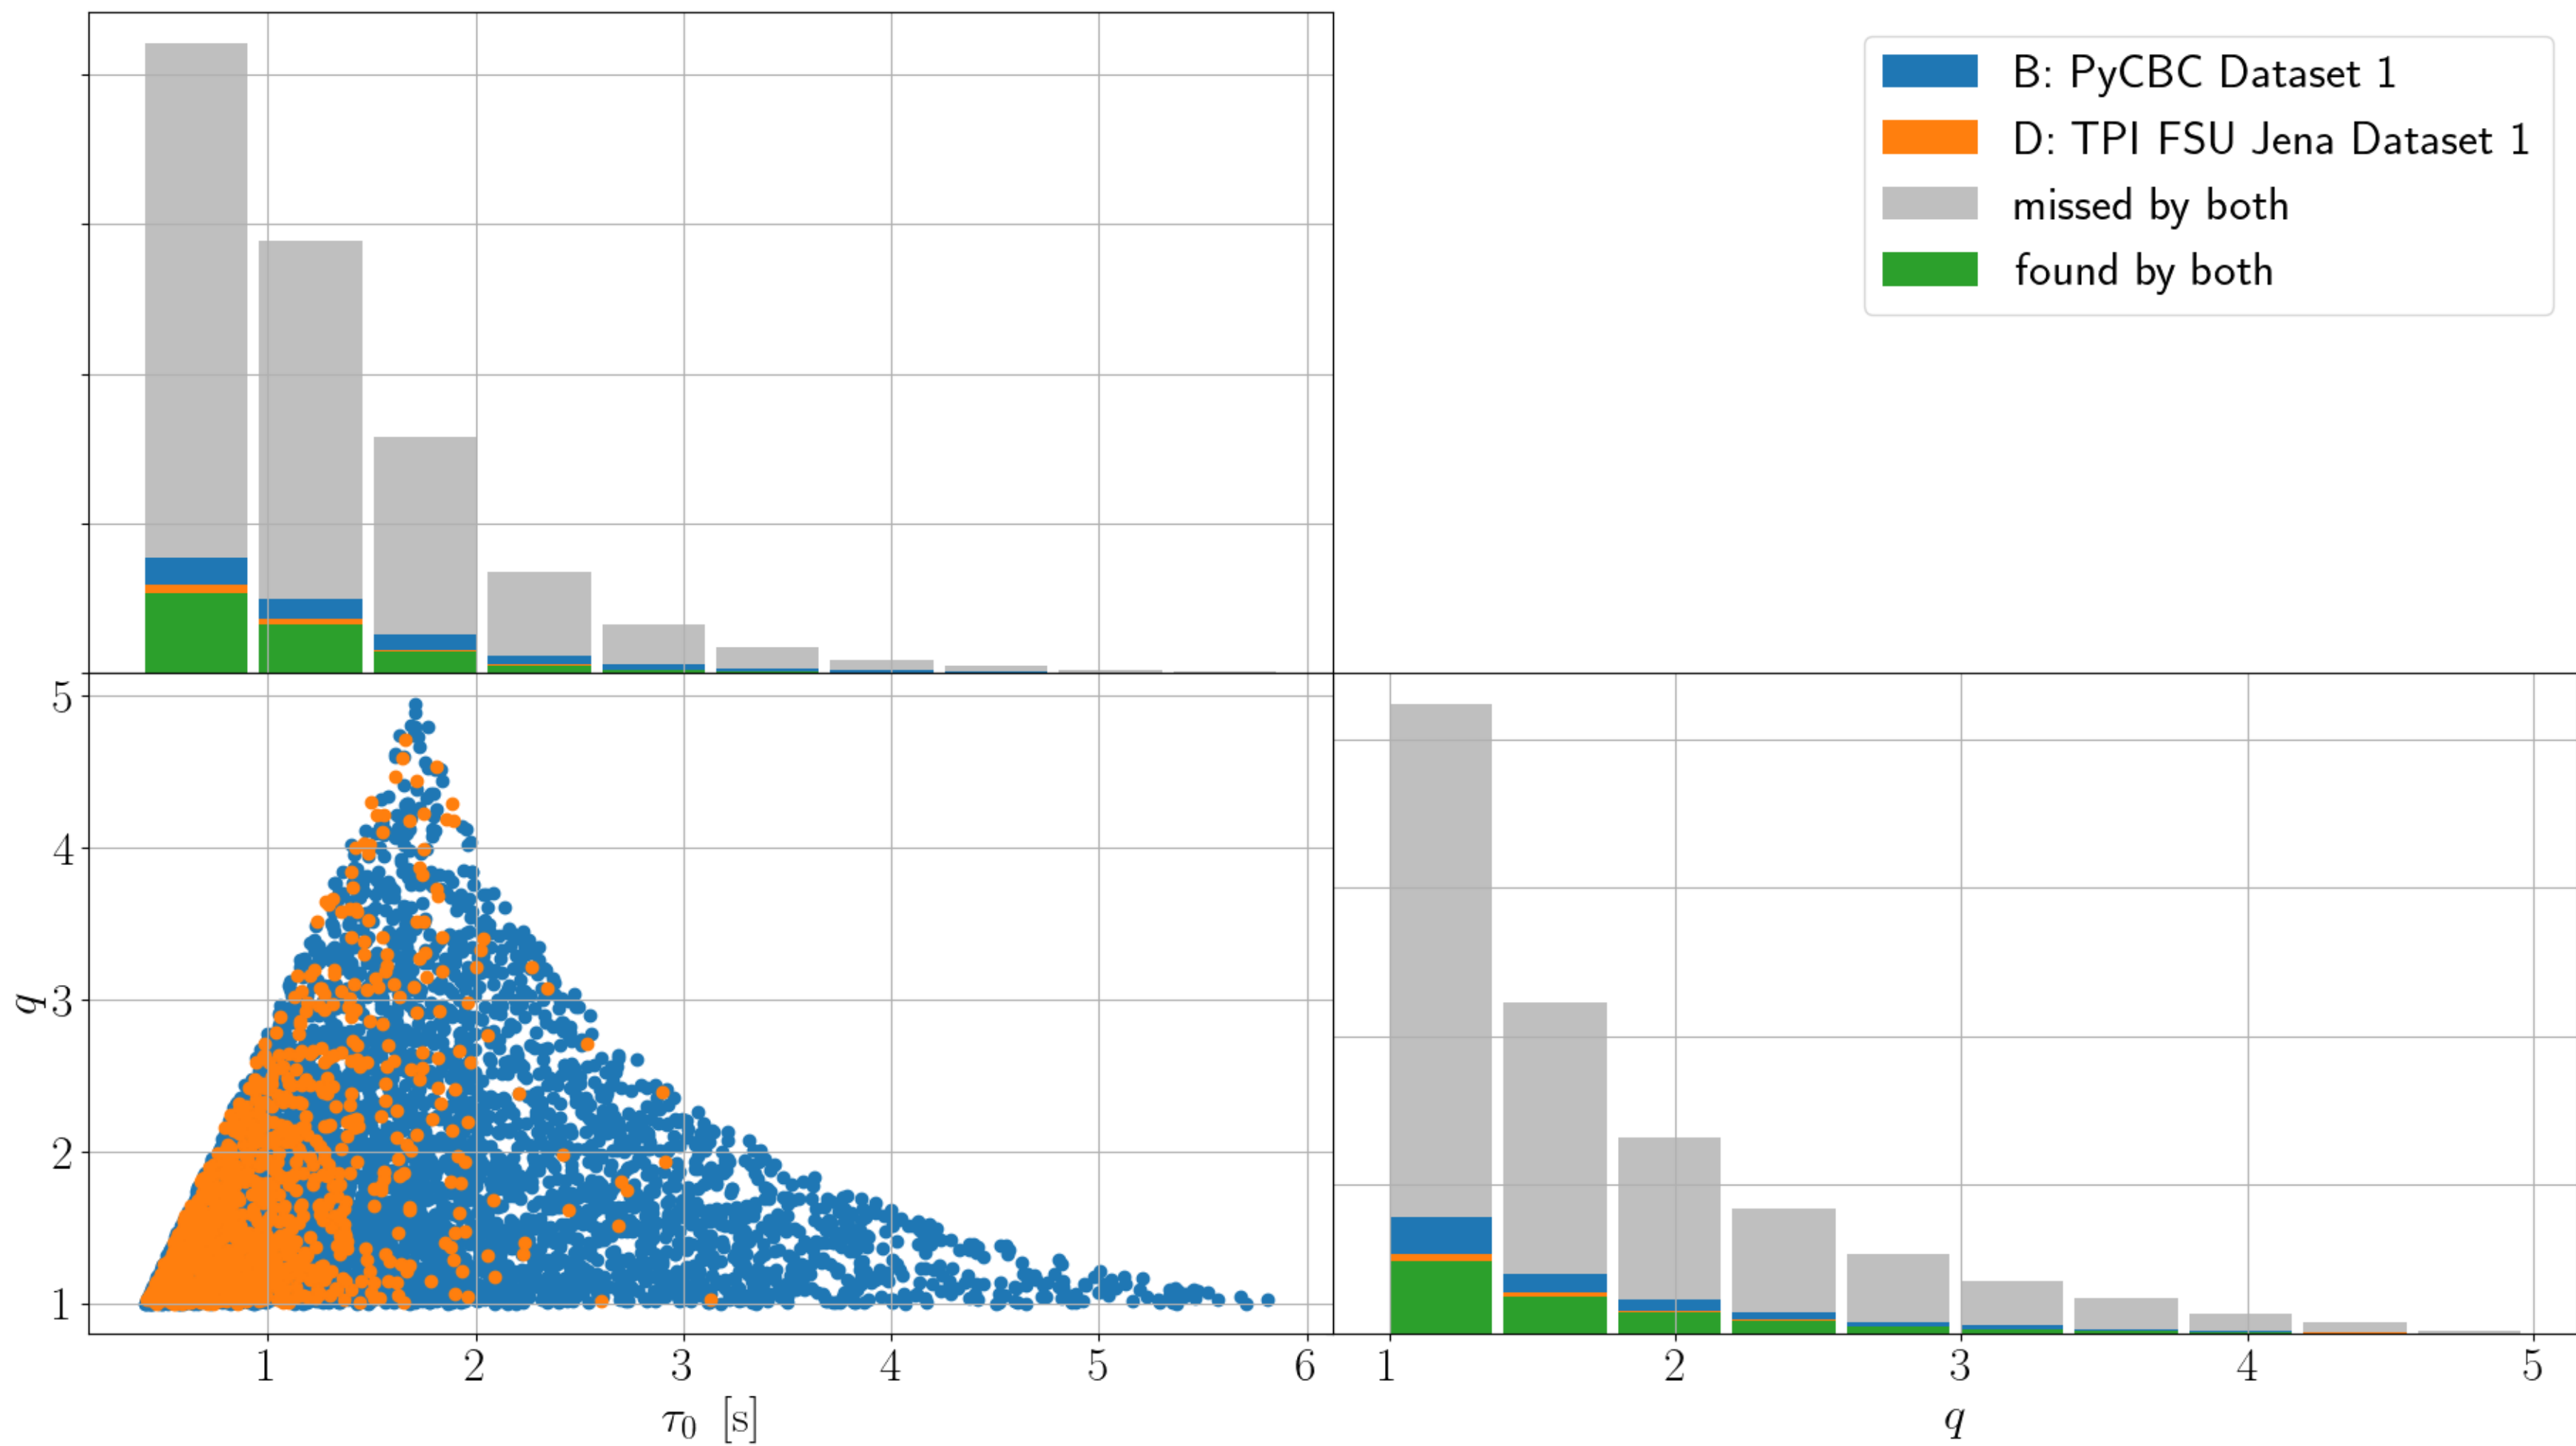 B: PyCBC Dataset 1
D: TPI FSU Jena Dataset 1
missed by both
found by both
5
4
3
2
1
q
1 2 3 4 5 6
τ₀ [s]
1 2 3 4 5
q